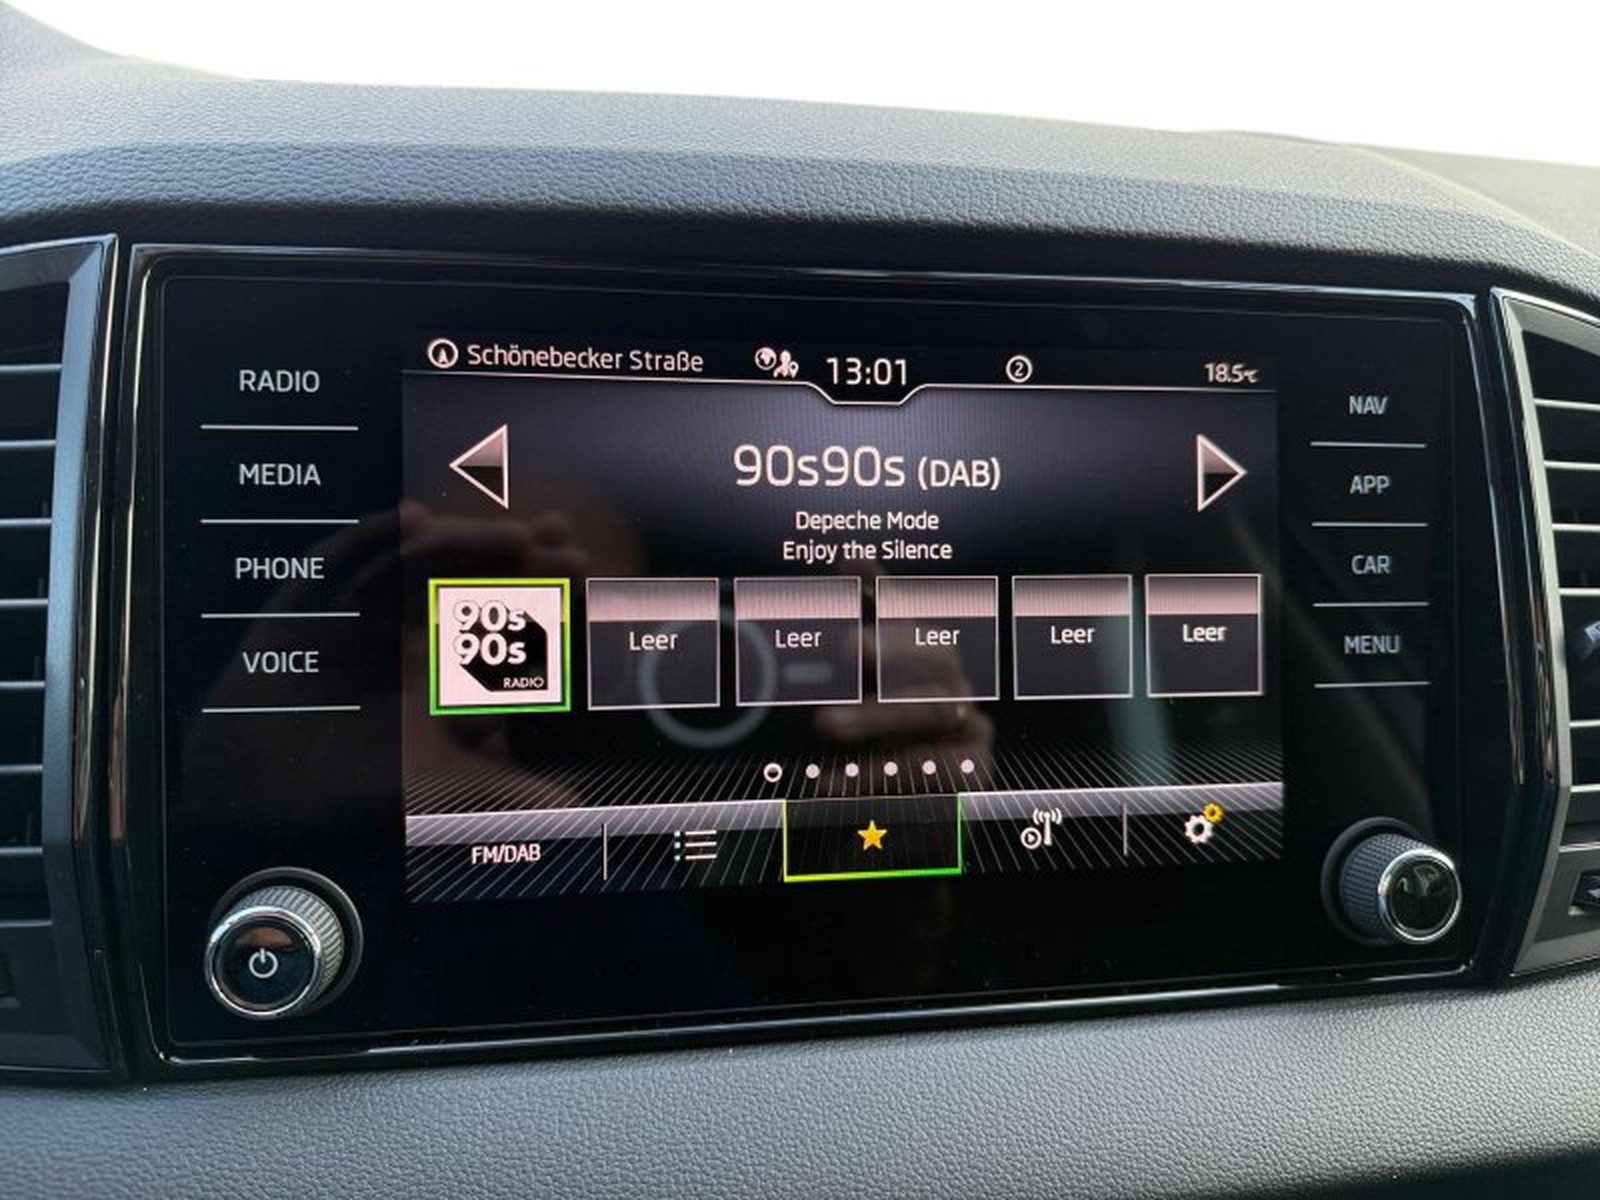 Schönebecker Straße
13:01
2
18.5°C
RADIO
MEDIA
PHONE
VOICE
NAV
APP
CAR
MENU
90s90s (DAB)
Depeche Mode
Enjoy the Silence
90s
90s
RADIO
Leer
Leer
Leer
Leer
Leer
FM/DAB